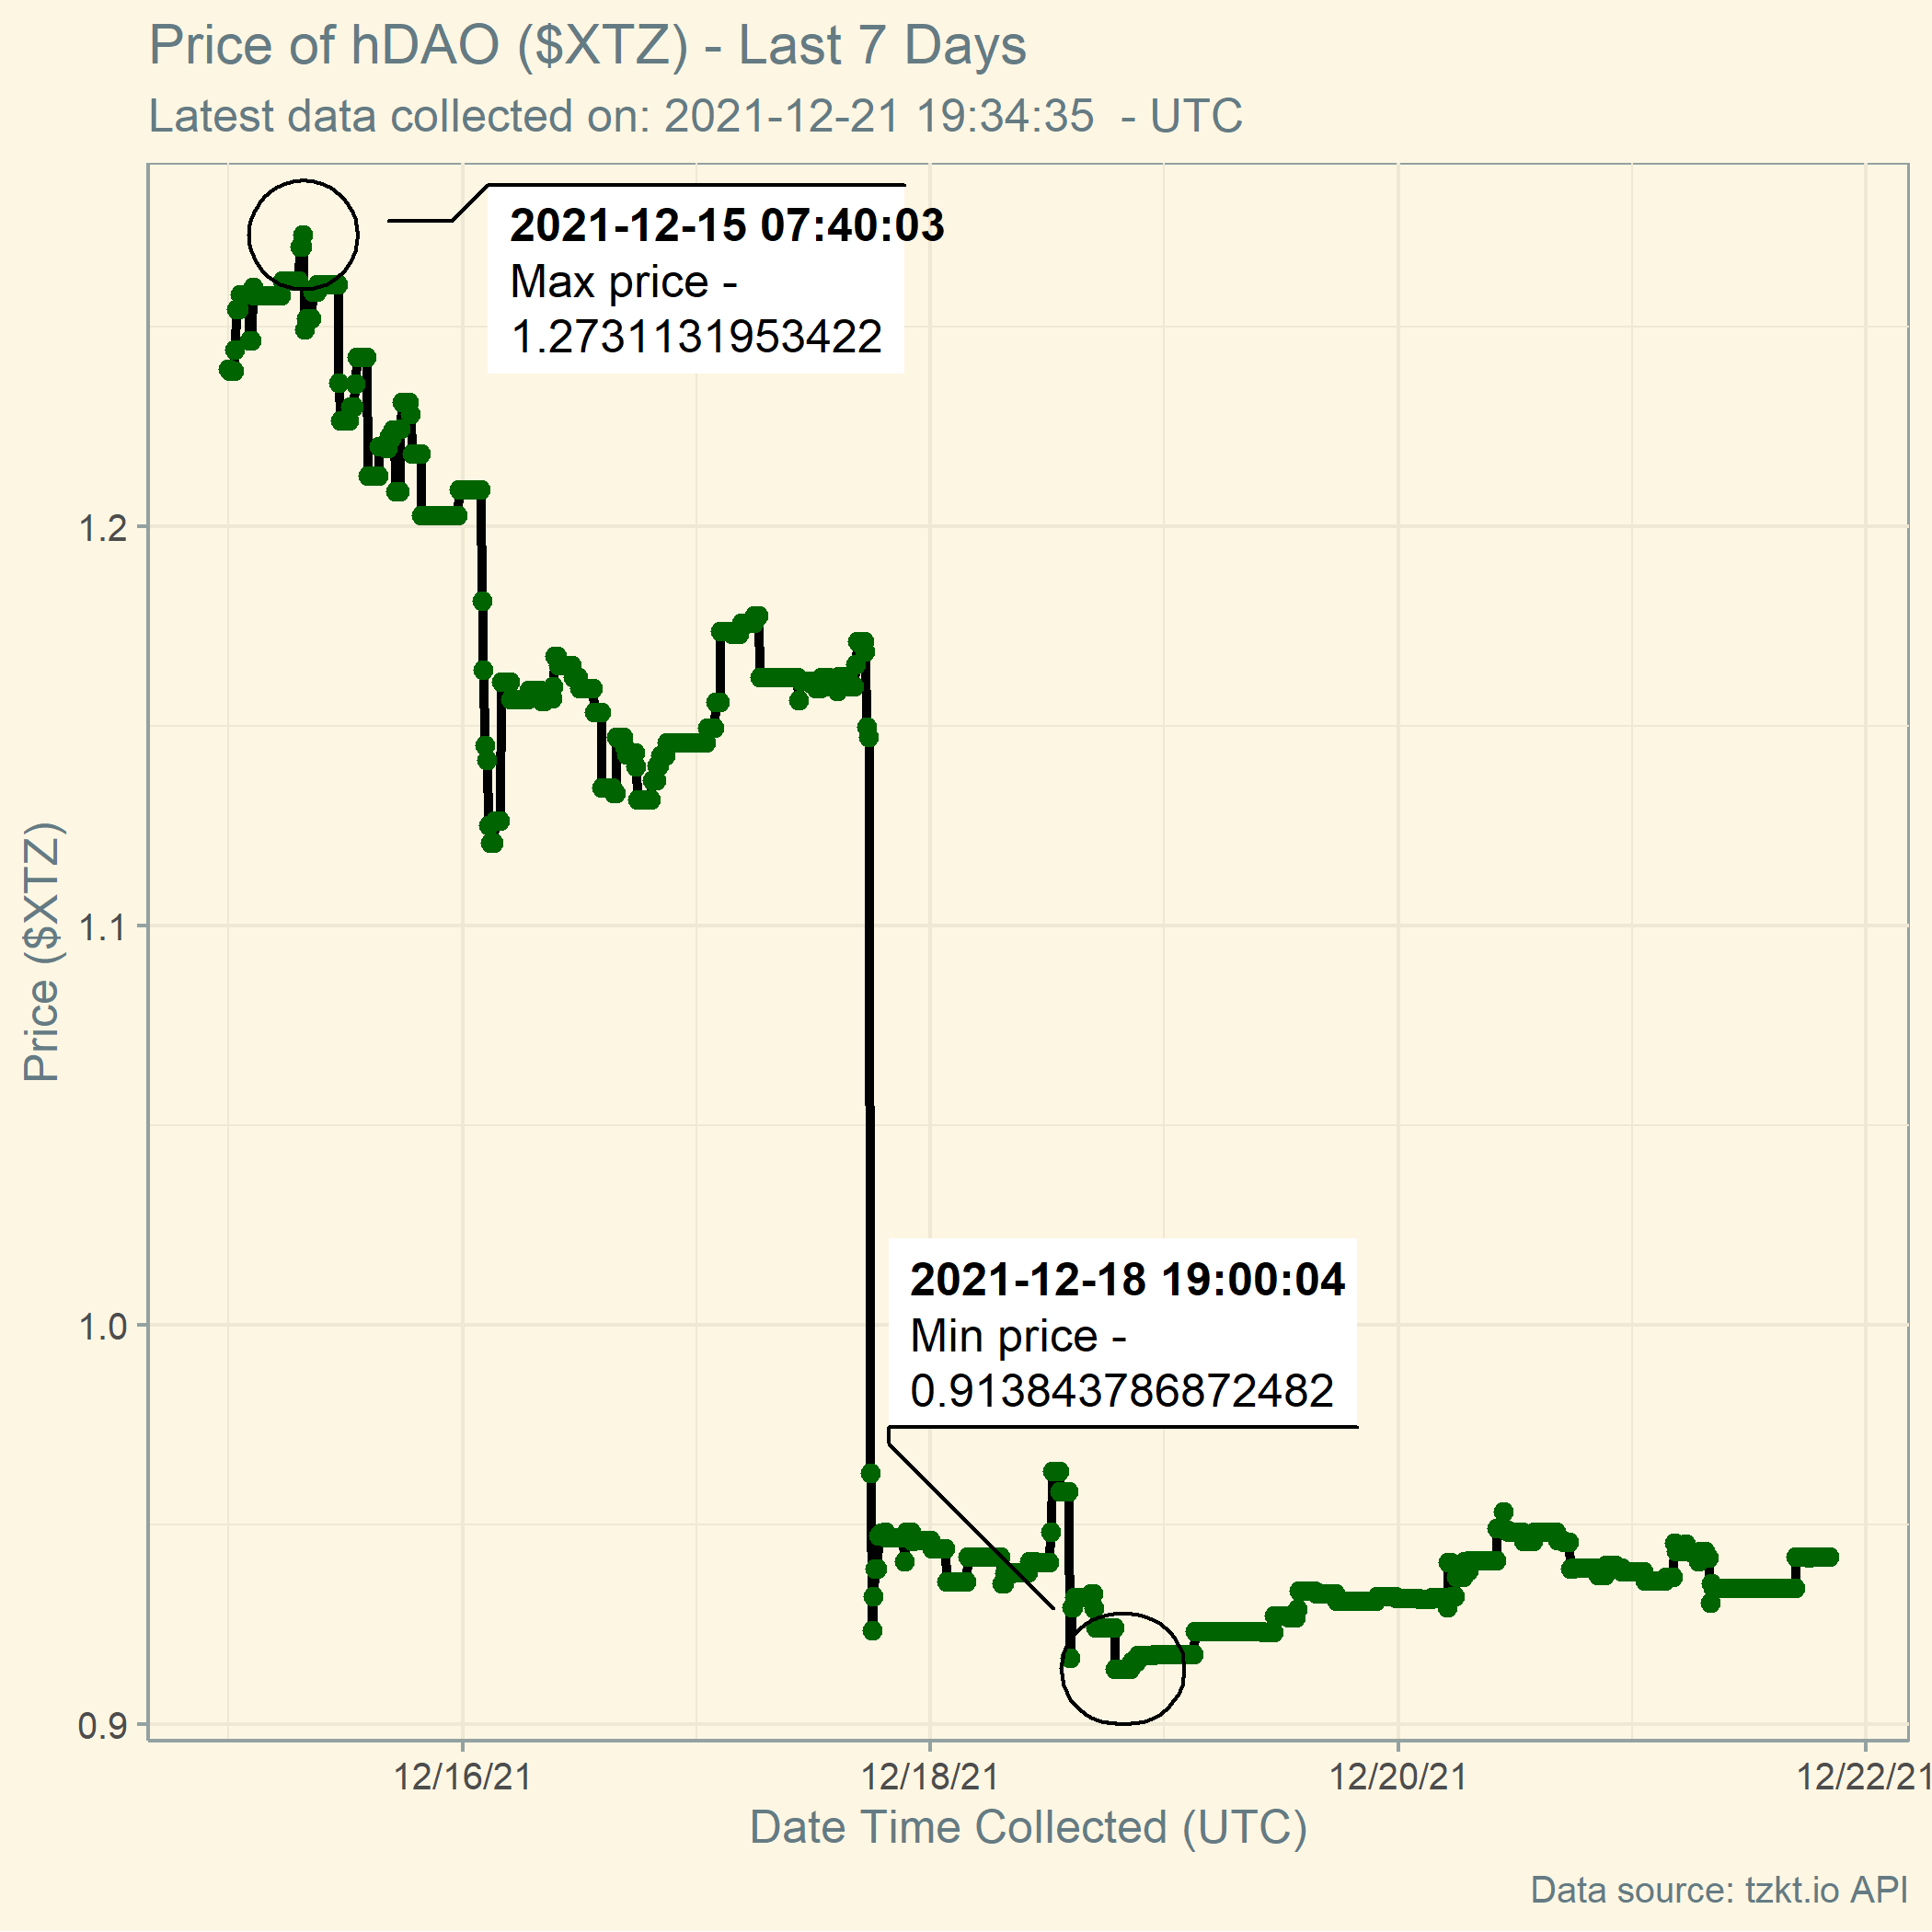 Price of hDAO ($XTZ) - Last 7 Days
Latest data collected on: 2021-12-21 19:34:35  - UTC
2021-12-15 07:40:03
Max price -
1.2731131953422
1.2
1.1
1.0
0.9
Price ($XTZ)
2021-12-18 19:00:04
Min price -
0.913843786872482
12/16/21
12/18/21
12/20/21
12/22/21
Date Time Collected (UTC)
Data source: tzkt.io API